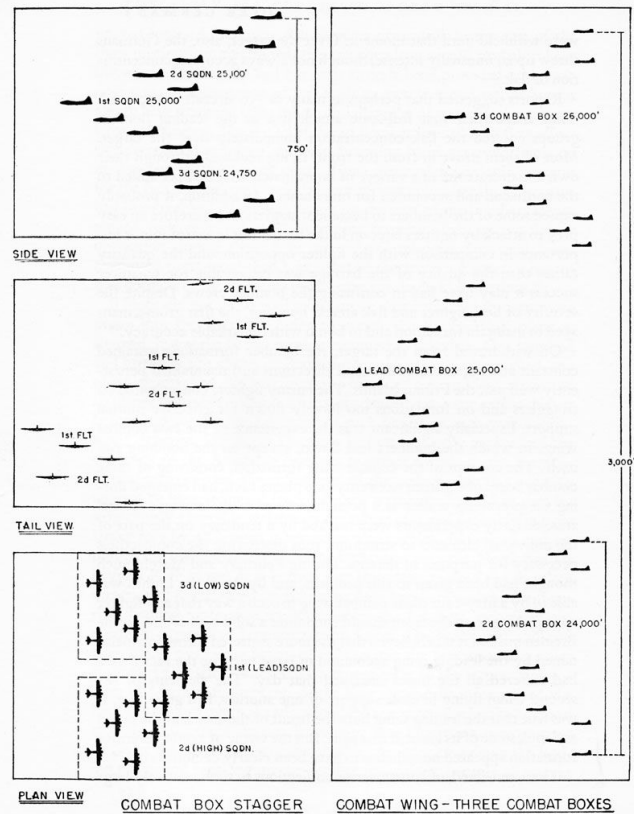 2d SQDN. 25,100'
1st SQDN 25,000'
750'
3d SQDN. 24,750
SIDE VIEW
2d FLT.
1st FLT.
1st FLT.
2d FLT.
1st FLT
2d FLT.
TAIL VIEW
3d (LOW) SQDN
1st (LEAD) SQDN
2d (HIGH) SQDN.
PLAN VIEW
COMBAT BOX STAGGER
3d COMBAT BOX 26,000'
LEAD COMBAT BOX 25,000'
3,000'
2d COMBAT BOX 24,000'
COMBAT WING-THREE COMBAT BOXES